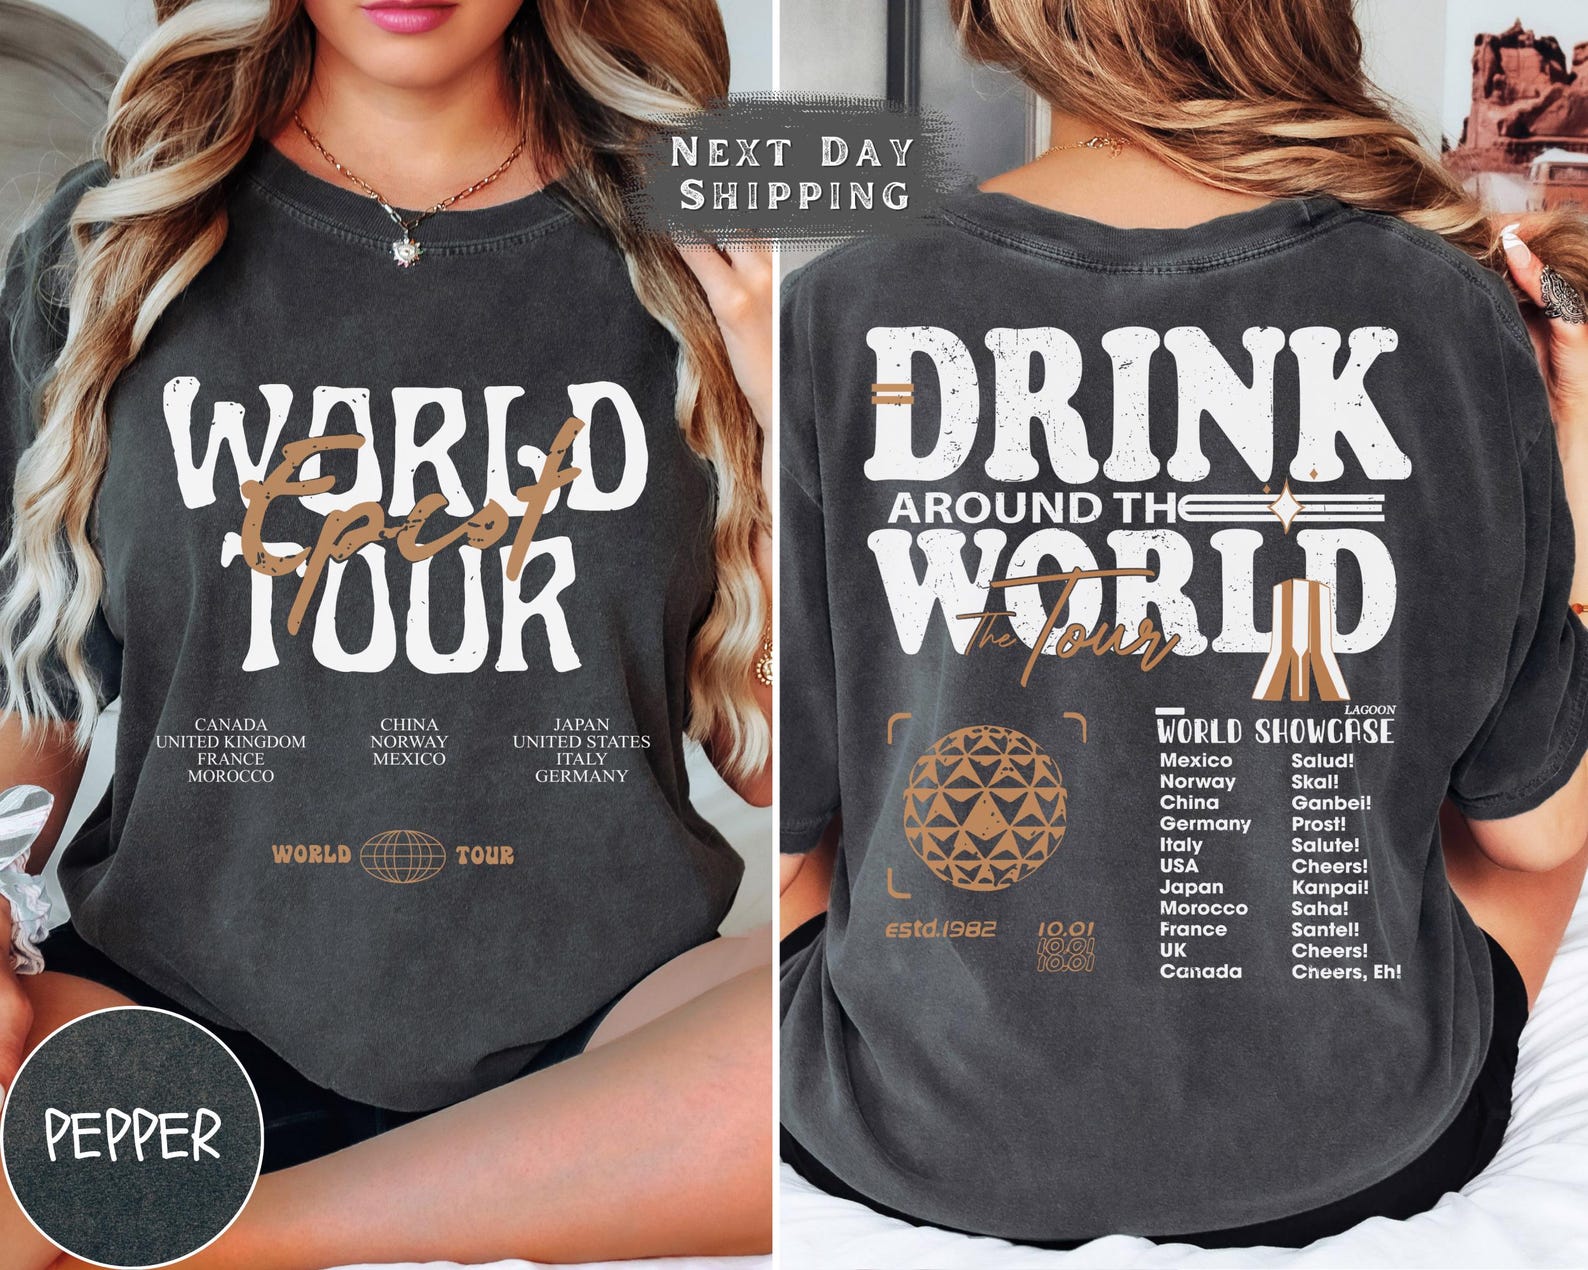 NEXT DAY
SHIPPING
WORLD
Epcot
TOUR
CANADA
UNITED KINGDOM
FRANCE
MOROCCO
CHINA
NORWAY
MEXICO
JAPAN
UNITED STATES
ITALY
GERMANY
WORLD TOUR
PEPPER
DRINK
AROUND THE
WORLD
The Tour
LAGOON
WORLD SHOWCASE
Mexico Salud!
Norway Skal!
China Ganbei!
Germany Prost!
Italy Salute!
USA Cheers!
Japan Kanpai!
Morocco Saha!
France Santel!
UK Cheers!
Canada Cheers, Eh!
Estd.1982 10.01
10.01
10.01